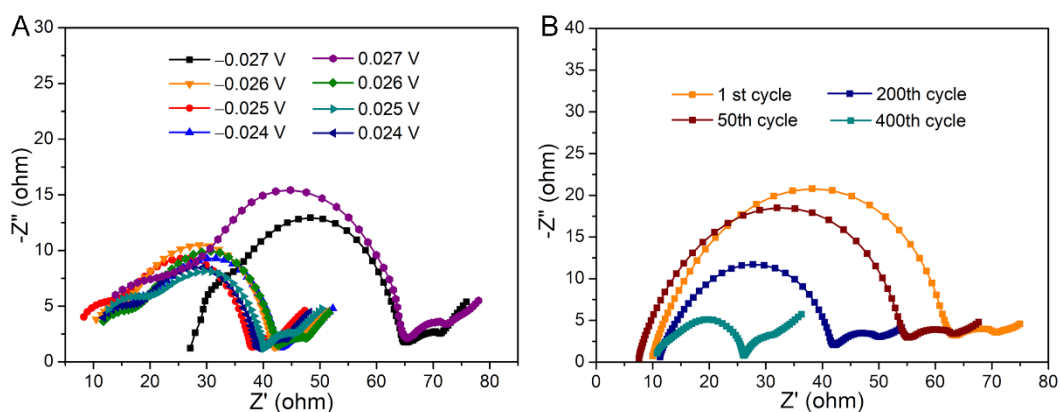 A
30
25
20
15
10
5
0
-Z" (ohm)
10 20 30 40 50 60 70 80
Z' (ohm)
–0.027 V
–0.026 V
–0.025 V
–0.024 V
0.027 V
0.026 V
0.025 V
0.024 V
B
40
35
30
25
20
15
10
5
0
-Z" (ohm)
0 10 20 30 40 50 60 70 80
Z' (ohm)
1 st cycle
50th cycle
200th cycle
400th cycle